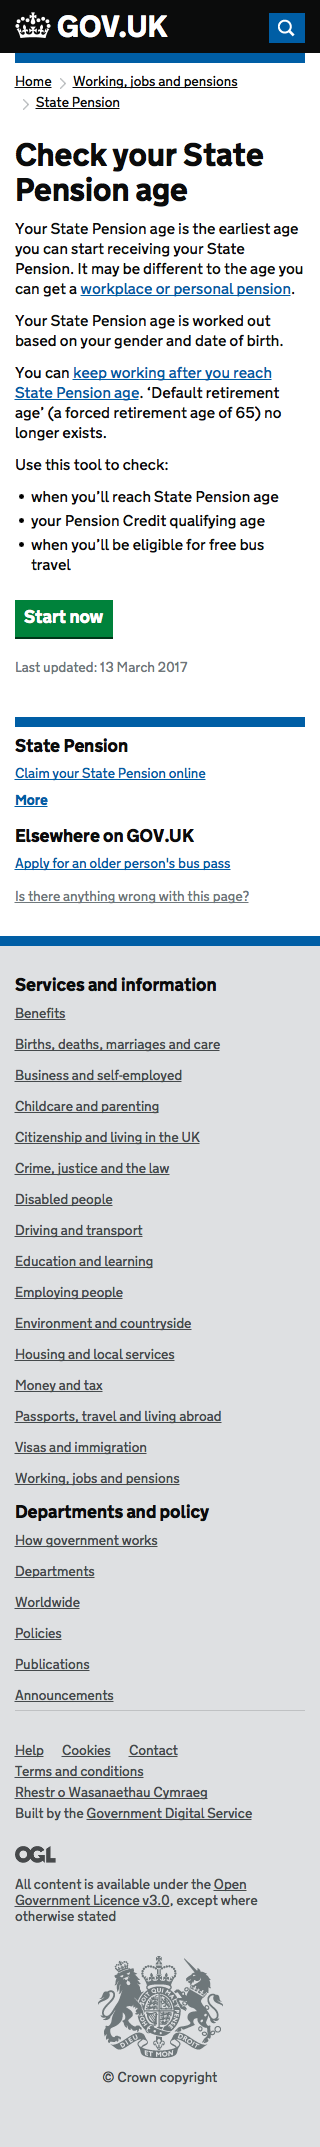 GOV.UK
Home Working, jobs and pensions
State Pension
Check your State
Pension age
Your State Pension age is the earliest age
you can start receiving your State
Pension. It may be different to the age you
can get a workplace or personal pension.
Your State Pension age is worked out
based on your gender and date of birth.
You can keep working after you reach
State Pension age. ‘Default retirement
age’ (a forced retirement age of 65) no
longer exists.
Use this tool to check:
• when you’ll reach State Pension age
• your Pension Credit qualifying age
• when you’ll be eligible for free bus
travel
Start now
Last updated: 13 March 2017
State Pension
Claim your State Pension online
More
Elsewhere on GOV.UK
Apply for an older person's bus pass
Is there anything wrong with this page?
Services and information
Benefits
Births, deaths, marriages and care
Business and self-employed
Childcare and parenting
Citizenship and living in the UK
Crime, justice and the law
Disabled people
Driving and transport
Education and learning
Employing people
Environment and countryside
Housing and local services
Money and tax
Passports, travel and living abroad
Visas and immigration
Working, jobs and pensions
Departments and policy
How government works
Departments
Worldwide
Policies
Publications
Announcements
Help Cookies Contact
Terms and conditions
Rhestr o Wasanaethau Cymraeg
Built by the Government Digital Service
OGL
All content is available under the Open
Government Licence v3.0, except where
otherwise stated
DIEU ET MON DROIT
© Crown copyright